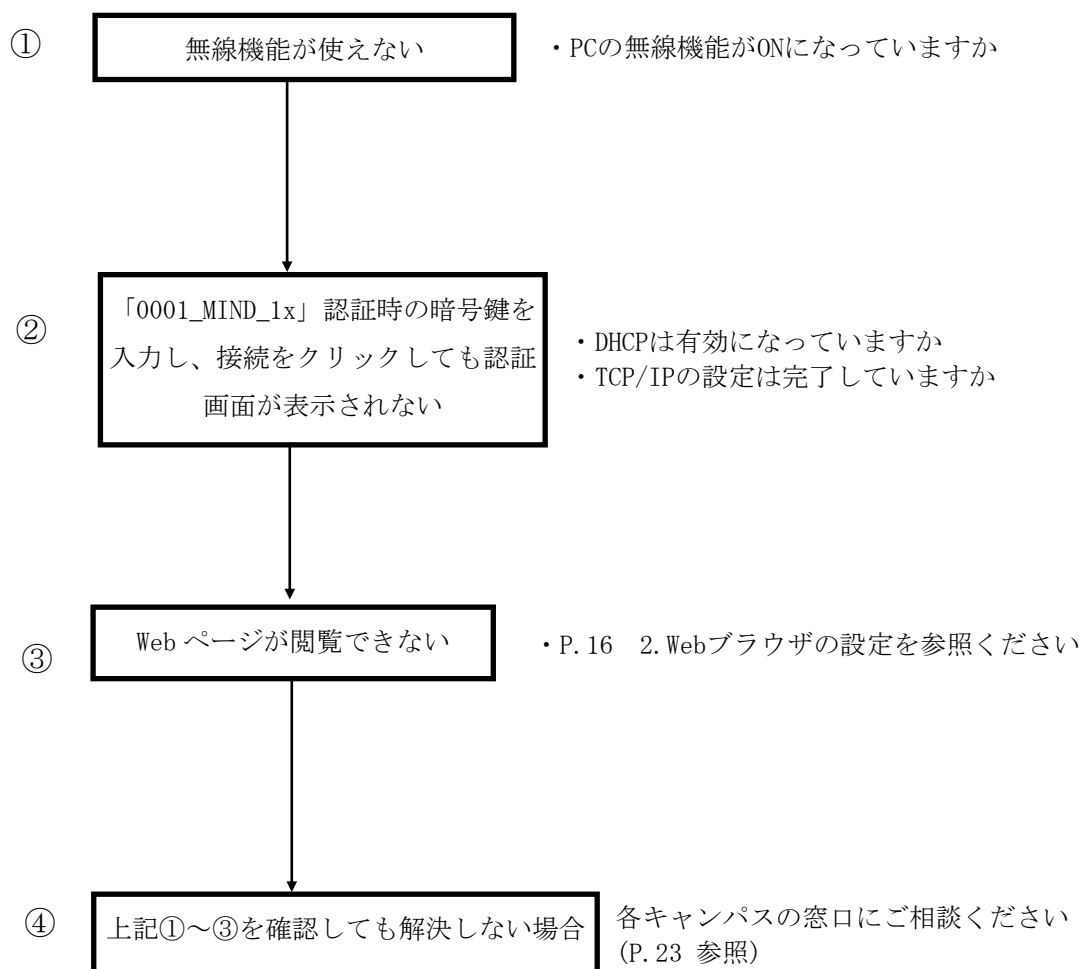 ①
無線機能が使えない
・PCの無線機能がONになっていますか
②
「0001_MIND_1x」認証時の暗号鍵を
入力し、接続をクリックしても認証
画面が表示されない
・DHCPは有効になっていますか
・TCP/IPの設定は完了していますか
③
Web ページが閲覧できない
・P.16　2.Webブラウザの設定を参照ください
④
上記①～③を確認しても解決しない場合
各キャンパスの窓口にご相談ください
(P.23 参照)